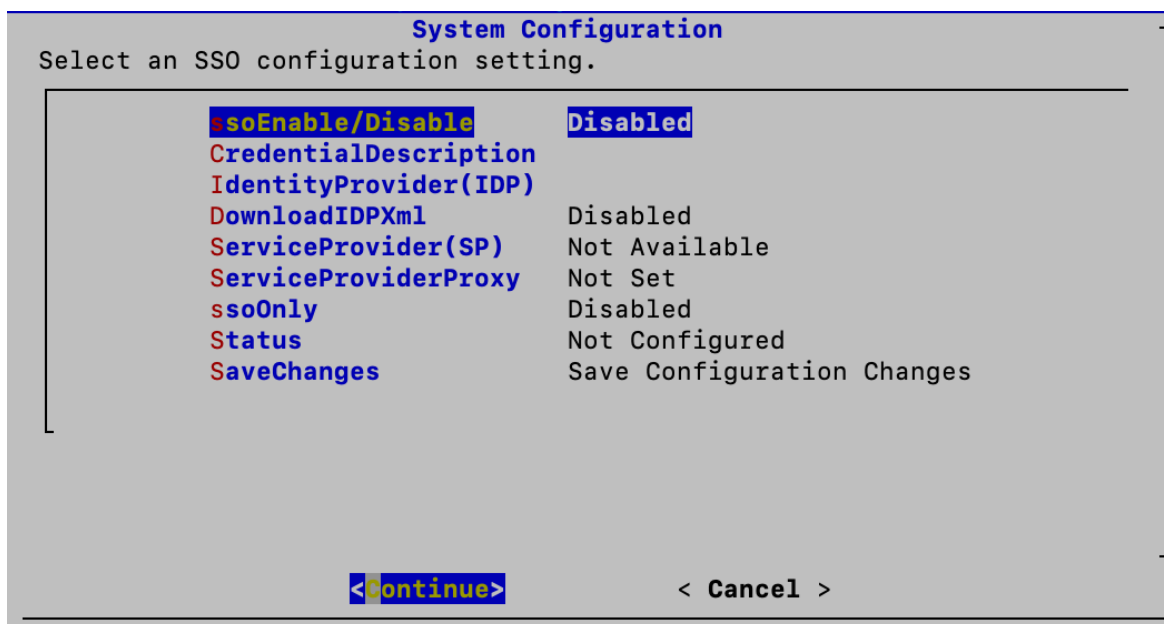 System Configuration
Select an SSO configuration setting.
ssoEnable/Disable Disabled
CredentialDescription
IdentityProvider(IDP)
DownloadIDPXml Disabled
ServiceProvider(SP) Not Available
ServiceProviderProxy Not Set
ssoOnly Disabled
Status Not Configured
SaveChanges Save Configuration Changes
<Continue> < Cancel >